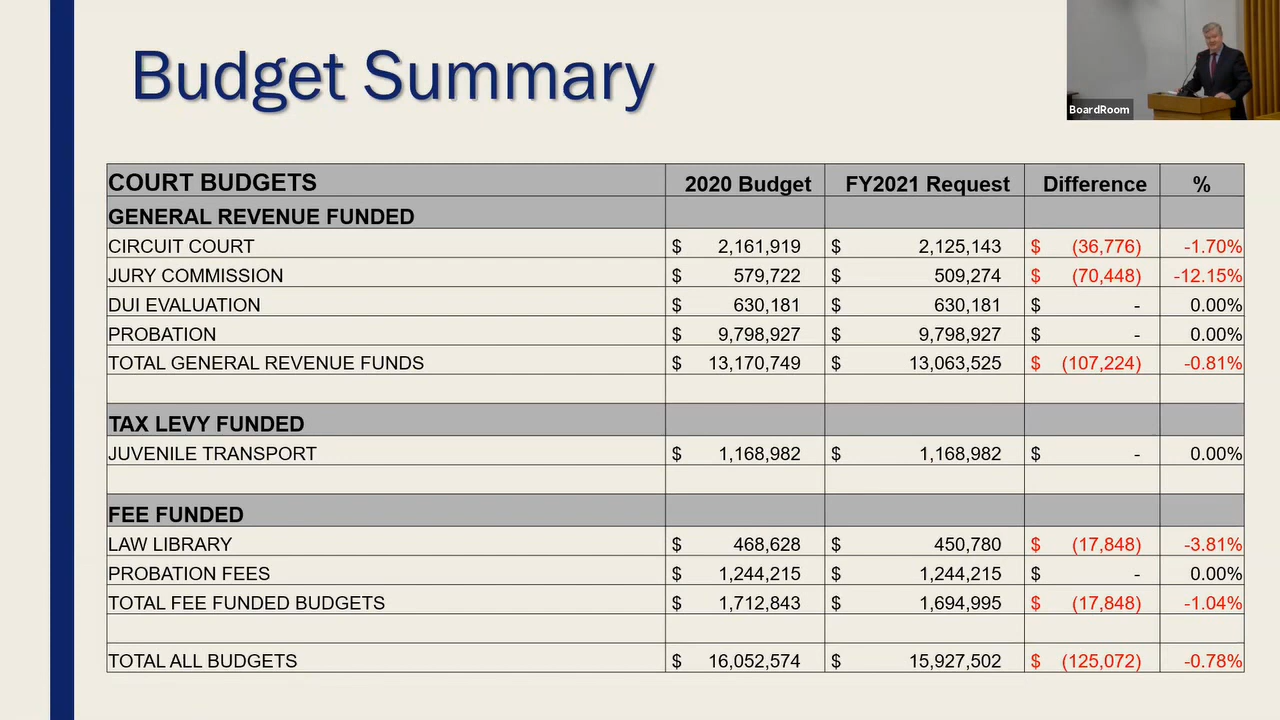 Budget Summary
BoardRoom
COURT BUDGETS 2020 Budget FY2021 Request Difference %
GENERAL REVENUE FUNDED
CIRCUIT COURT $ 2,161,919 $ 2,125,143 $ (36,776) -1.70%
JURY COMMISSION $ 579,722 $ 509,274 $ (70,448) -12.15%
DUI EVALUATION $ 630,181 $ 630,181 $ - 0.00%
PROBATION $ 9,798,927 $ 9,798,927 $ - 0.00%
TOTAL GENERAL REVENUE FUNDS $ 13,170,749 $ 13,063,525 $ (107,224) -0.81%
TAX LEVY FUNDED
JUVENILE TRANSPORT $ 1,168,982 $ 1,168,982 $ - 0.00%
FEE FUNDED
LAW LIBRARY $ 468,628 $ 450,780 $ (17,848) -3.81%
PROBATION FEES $ 1,244,215 $ 1,244,215 $ - 0.00%
TOTAL FEE FUNDED BUDGETS $ 1,712,843 $ 1,694,995 $ (17,848) -1.04%
TOTAL ALL BUDGETS $ 16,052,574 $ 15,927,502 $ (125,072) -0.78%